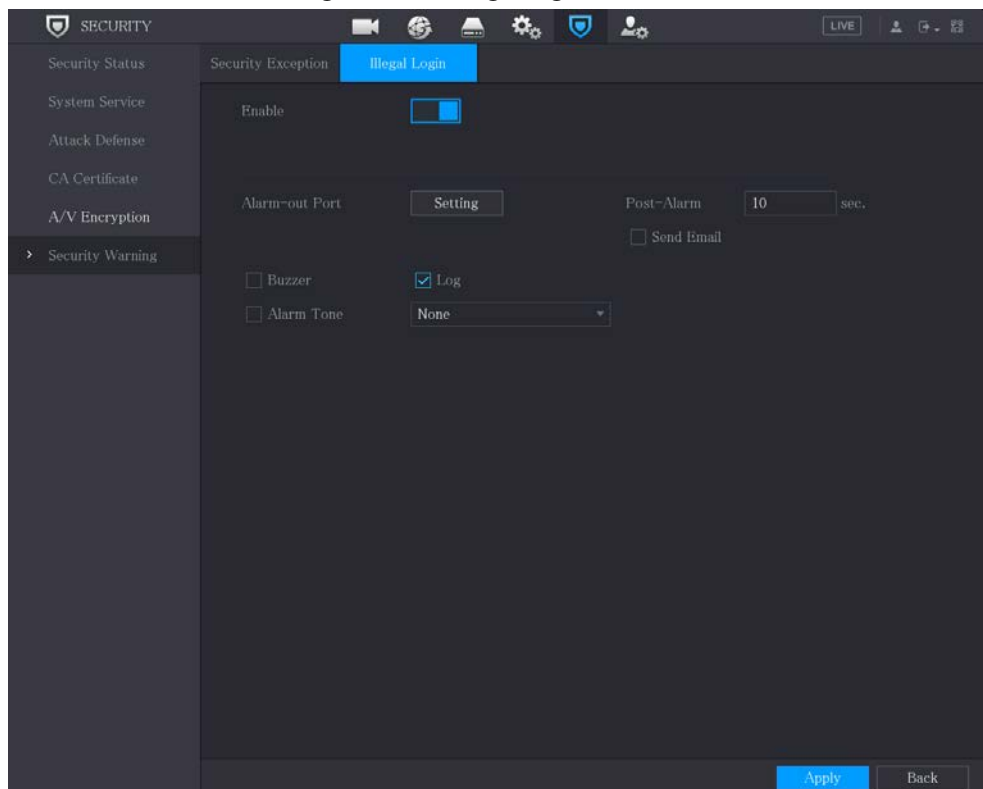 SECURITY
LIVE
Security Status
System Service
Attack Defense
CA Certificate
A/V Encryption
Security Warning
Security Exception
Illegal Login
Enable
Alarm-out Port
Setting
Post-Alarm
10
sec.
Send Email
Buzzer
Log
Alarm Tone
None
Apply
Back